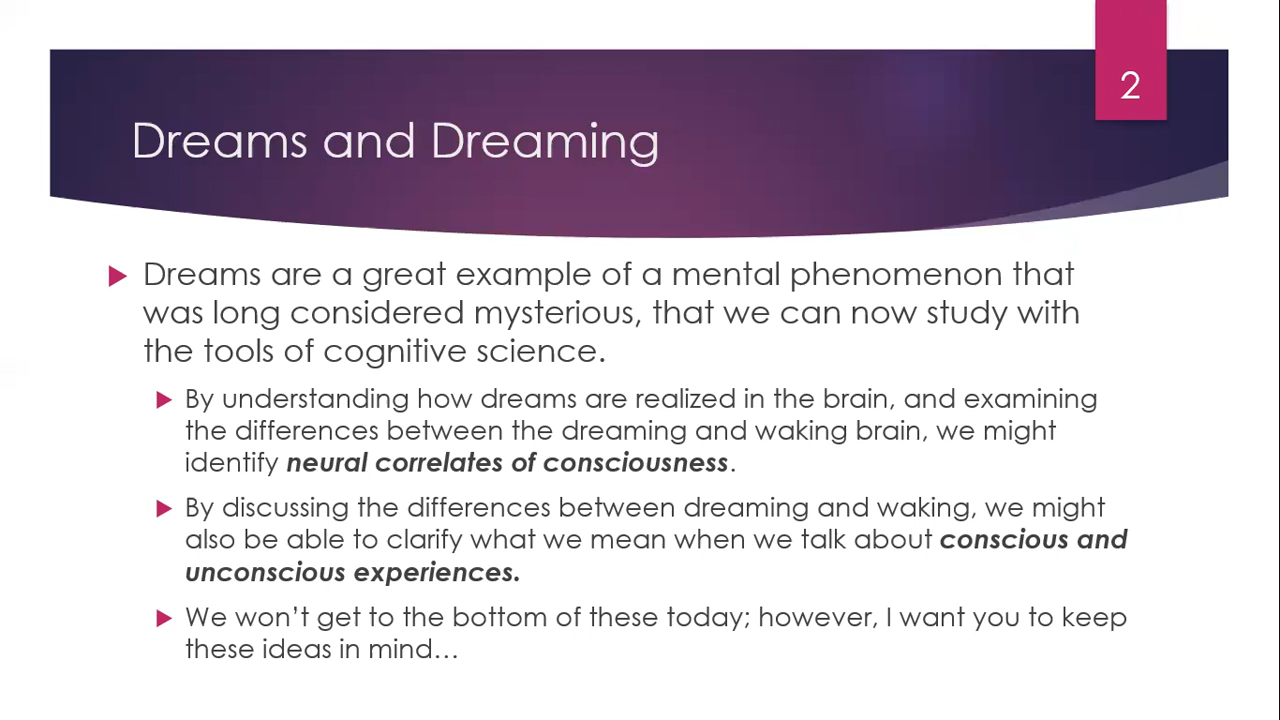 2
Dreams and Dreaming
Dreams are a great example of a mental phenomenon that
was long considered mysterious, that we can now study with
the tools of cognitive science.
By understanding how dreams are realized in the brain, and examining
the differences between the dreaming and waking brain, we might
identify neural correlates of consciousness.
By discussing the differences between dreaming and waking, we might
also be able to clarify what we mean when we talk about conscious and
unconscious experiences.
We won’t get to the bottom of these today; however, I want you to keep
these ideas in mind…